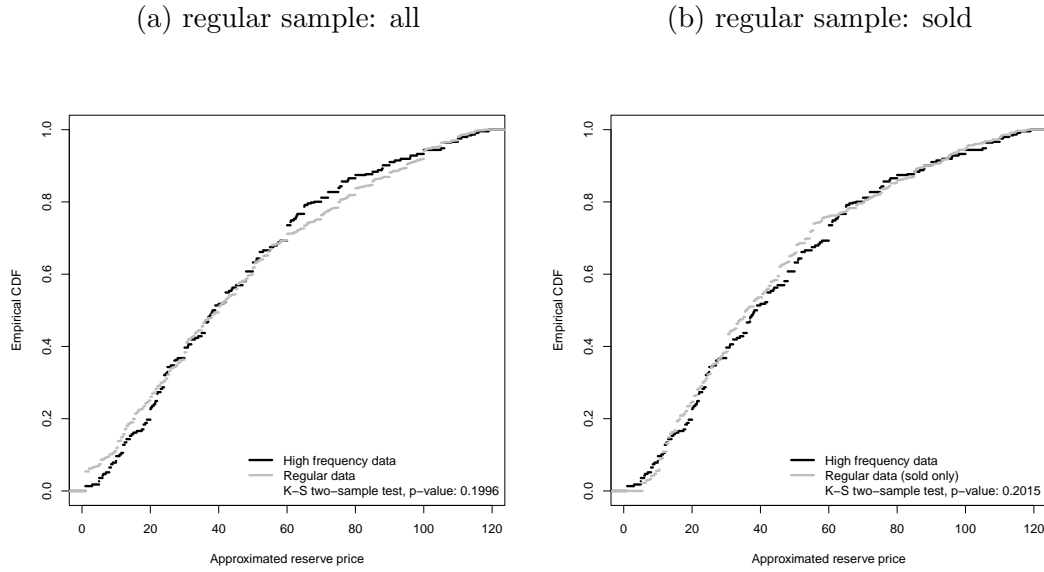 (a) regular sample: all
Empirical CDF
1.0
0.8
0.6
0.4
0.2
0.0
High frequency data
Regular data
K−S two−sample test, p−value: 0.1996
0 20 40 60 80 100 120
Approximated reserve price
(b) regular sample: sold
Empirical CDF
1.0
0.8
0.6
0.4
0.2
0.0
High frequency data
Regular data (sold only)
K−S two−sample test, p−value: 0.2015
0 20 40 60 80 100 120
Approximated reserve price